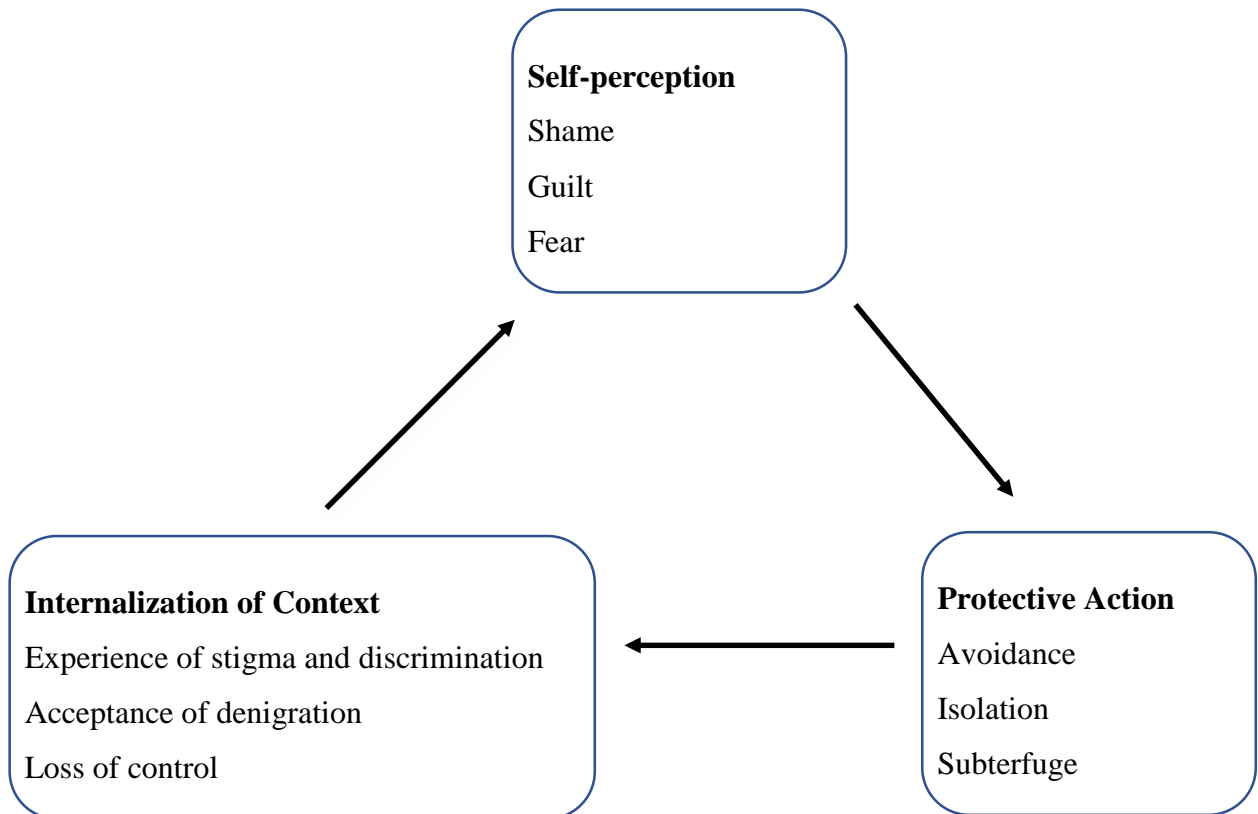 Self-perception
Shame
Guilt
Fear
Internalization of Context
Experience of stigma and discrimination
Acceptance of denigration
Loss of control
Protective Action
Avoidance
Isolation
Subterfuge